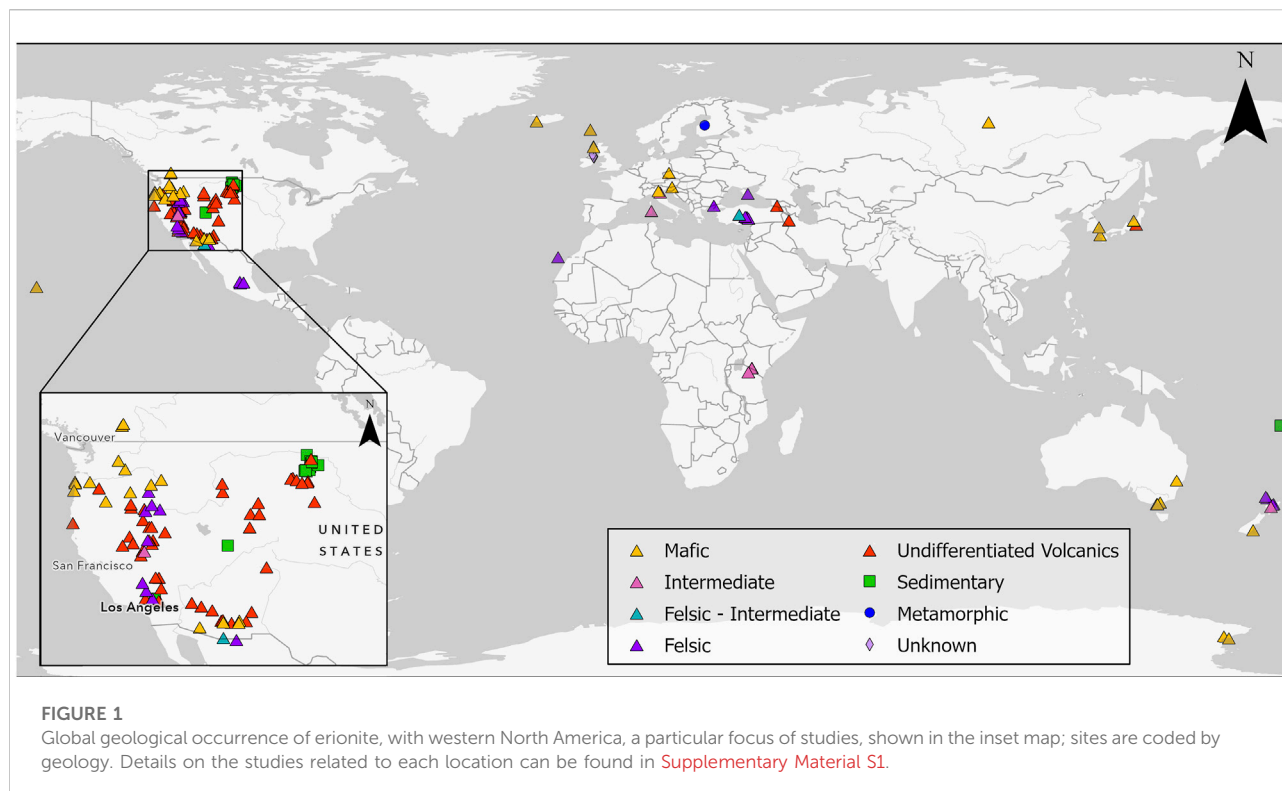 N
N
Vancouver
UNITED
STATES
San Francisco
Los Angeles
Mafic
Intermediate
Felsic - Intermediate
Felsic
Undifferentiated Volcanics
Sedimentary
Metamorphic
Unknown
FIGURE 1
Global geological occurrence of erionite, with western North America, a particular focus of studies, shown in the inset map; sites are coded by
geology. Details on the studies related to each location can be found in Supplementary Material S1.